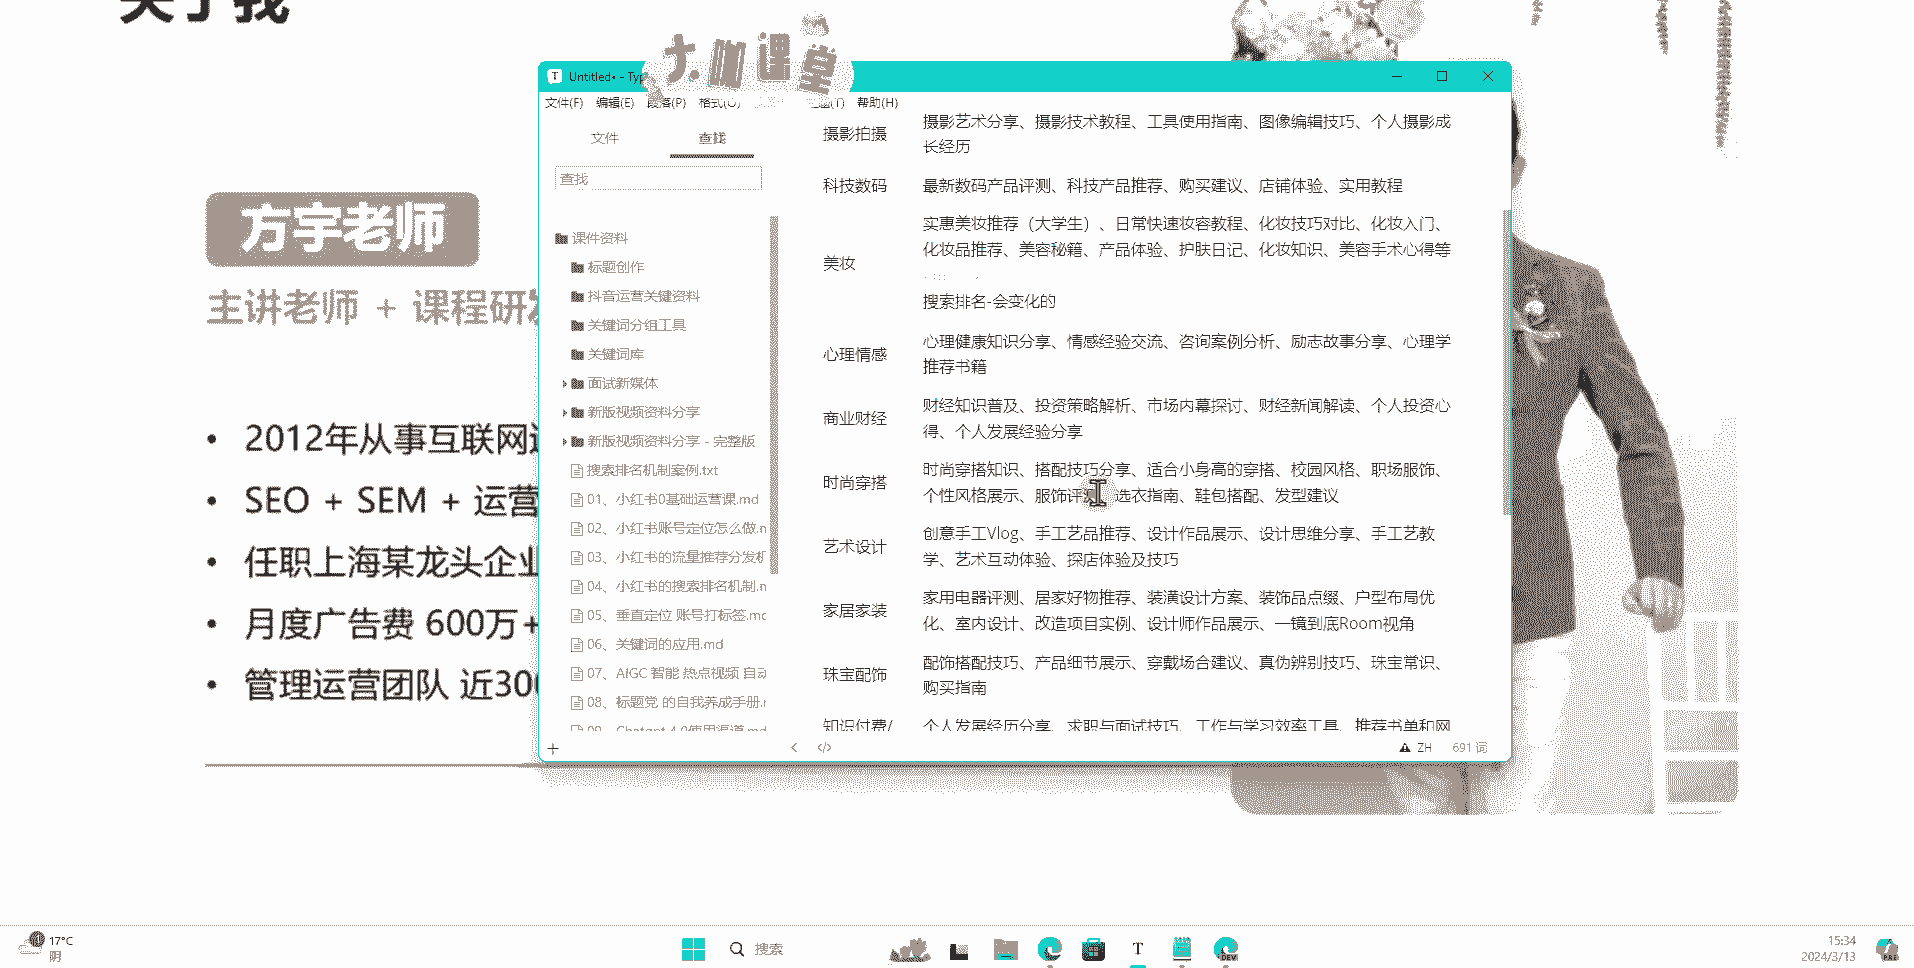 关于我
大咖课堂
方宇老师
主讲老师 + 课程研
2012年从事互联网
SEO + SEM + 运营
任职上海某龙头企业
月度广告费 600万+
管理运营团队 近30
Untitled• - Ty
文件(F) 编辑(E) 段落(P) 格式(O) 主题(T) 帮助(H)
文件 查找
查找
课件资料
标题创作
抖音运营关键资料
关键词分组工具
关键词库
面试新媒体
新版视频资料分享
新版视频资料分享 - 完整版
搜索排名机制案例.txt
01、小红书0基础运营课.md
02、小红书账号定位怎么做.n
03、小红书的流量推荐分发机
04、小红书的搜索排名机制.n
05、垂直定位 账号打标签.mc
06、关键词的应用.md
07、AIGC 智能 热点视频 自动
08、标题党 的自我养成手册.r
09、Chatgpt 4.0使用渠道.md
摄影拍摄 摄影艺术分享、摄影技术教程、工具使用指南、图像编辑技巧、个人摄影成
长经历
科技数码 最新数码产品评测、科技产品推荐、购买建议、店铺体验、实用教程
美妆 实惠美妆推荐（大学生）、日常快速妆容教程、化妆技巧对比、化妆入门、
化妆品推荐、美容秘籍、产品体验、护肤日记、化妆知识、美容手术心得等
搜索排名-会变化的
心理情感 心理健康知识分享、情感经验交流、咨询案例分析、励志故事分享、心理学
推荐书籍
商业财经 财经知识普及、投资策略解析、市场内幕探讨、财经新闻解读、个人投资心
得、个人发展经验分享
时尚穿搭 时尚穿搭知识、搭配技巧分享、适合小身高的穿搭、校园风格、职场服饰、
个性风格展示、服饰评测、选衣指南、鞋包搭配、发型建议
艺术设计 创意手工Vlog、手工艺品推荐、设计作品展示、设计思维分享、手工艺教
学、艺术互动体验、探店体验及技巧
家居家装 家用电器评测、居家好物推荐、装潢设计方案、装饰品点缀、户型布局优
化、室内设计、改造项目实例、设计师作品展示、一镜到底Room视角
珠宝配饰 配饰搭配技巧、产品细节展示、穿戴场合建议、真伪辨别技巧、珠宝常识、
购买指南
知识付费/ 个人发展经历分享、求职与面试技巧、工作与学习效率工具、推荐书单和网
ZH 691 词
17°C
阴
搜索
DEV
15:34
2024/3/13
PRE